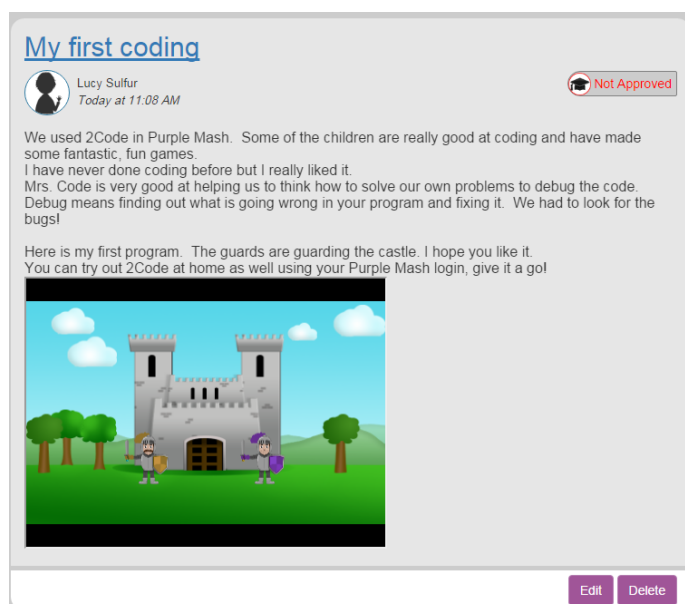 My first coding
Lucy Sulfur
Today at 11:08 AM
Not Approved
We used 2Code in Purple Mash.  Some of the children are really good at coding and have made
some fantastic, fun games.
I have never done coding before but I really liked it.
Mrs. Code is very good at helping us to think how to solve our own problems to debug the code.
Debug means finding out what is going wrong in your program and fixing it.  We had to look for the
bugs!
Here is my first program.  The guards are guarding the castle. I hope you like it.
You can try out 2Code at home as well using your Purple Mash login, give it a go!
Edit
Delete